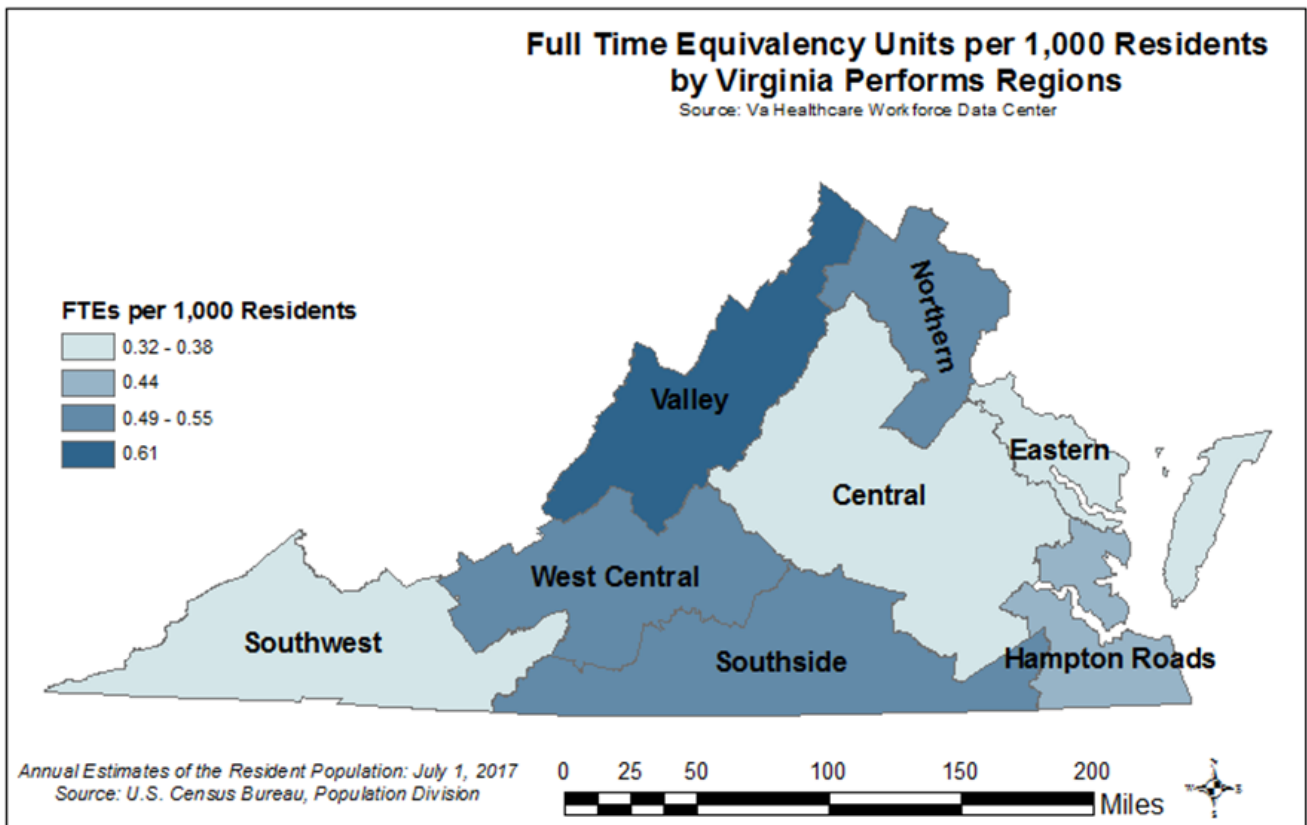 Full Time Equivalency Units per 1,000 Residents
by Virginia Performs Regions
Source: Va Healthcare Workforce Data Center
FTEs per 1,000 Residents
0.32 - 0.38
0.44
0.49 - 0.55
0.61
Northern
Valley
Eastern
Central
West Central
Southwest
Southside
Hampton Roads
Annual Estimates of the Resident Population: July 1, 2017
Source: U.S. Census Bureau, Population Division
0 25 50 100 150 200
Miles